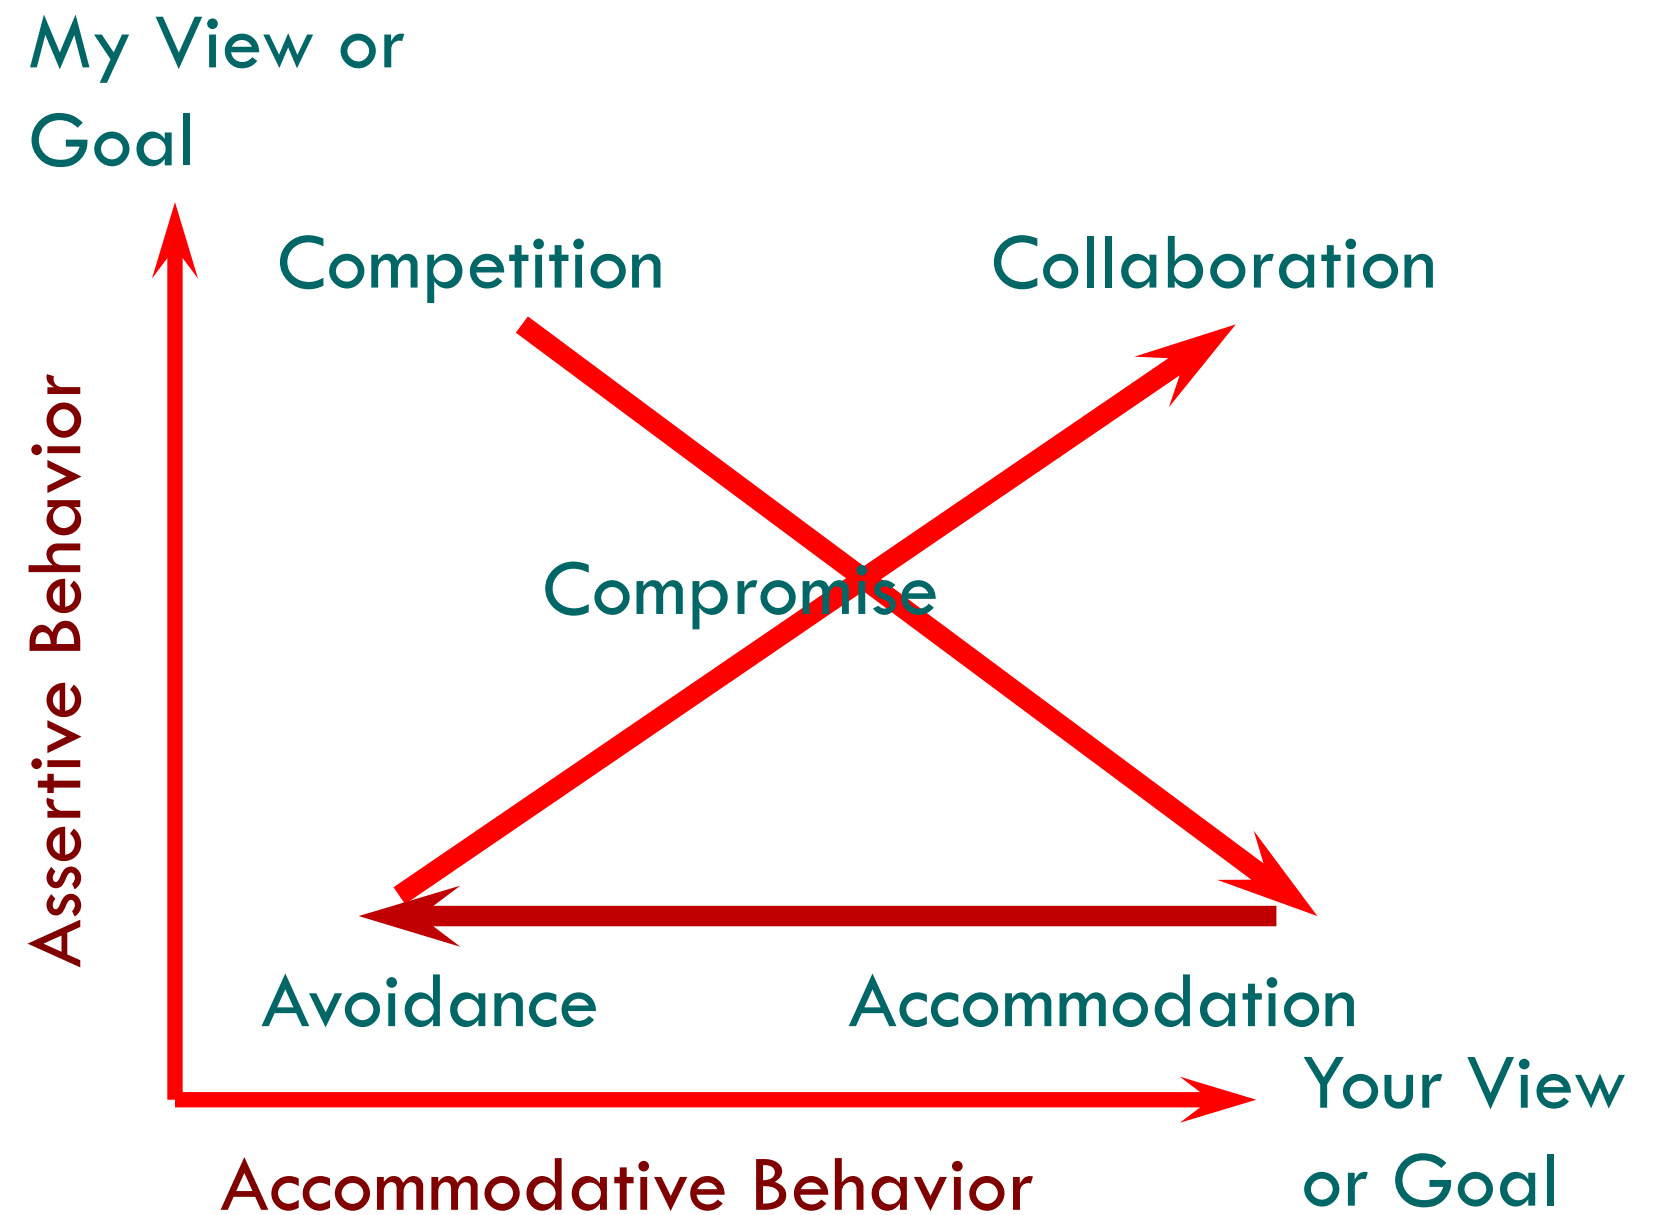 My View or
Goal
Competition
Collaboration
Assertive Behavior
Compromise
Avoidance
Accommodation
Your View
or Goal
Accommodative Behavior